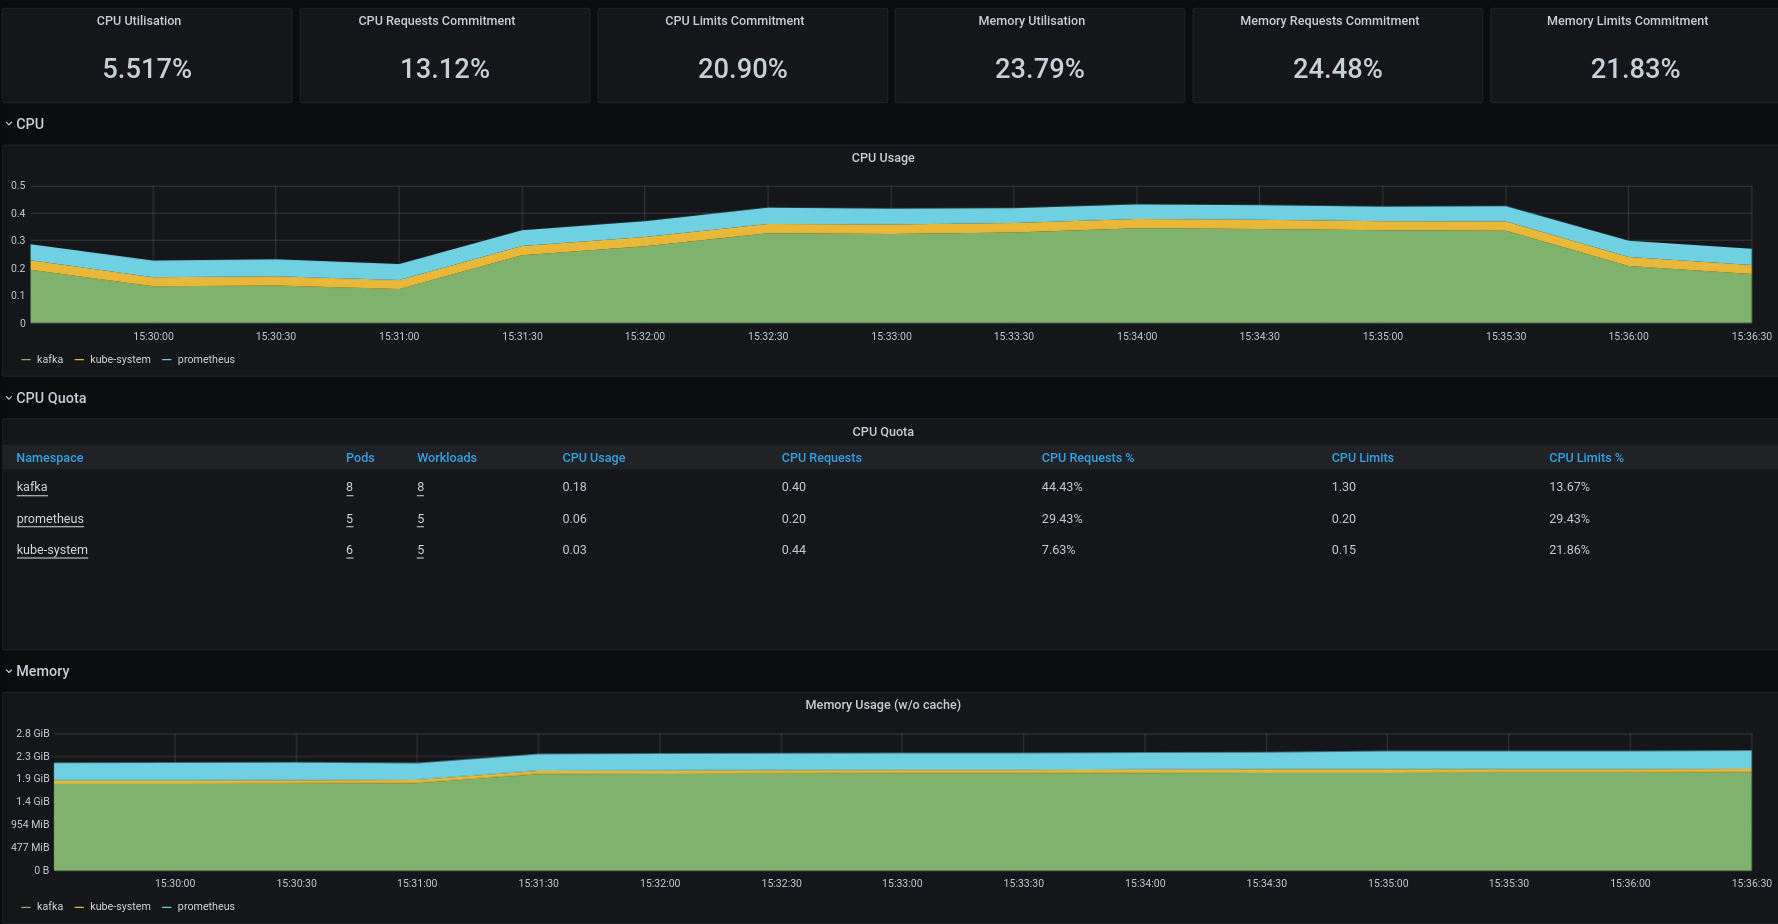 CPU Utilisation CPU Requests Commitment CPU Limits Commitment Memory Utilisation Memory Requests Commitment Memory Limits Commitment
5.517% 13.12% 20.90% 23.79% 24.48% 21.83%
CPU
CPU Usage
0.5
0.4
0.3
0.2
0.1
0
15:30:00 15:30:30 15:31:00 15:31:30 15:32:00 15:32:30 15:33:00 15:33:30 15:34:00 15:34:30 15:35:00 15:35:30 15:36:00 15:36:30
kafka kube-system prometheus
CPU Quota
CPU Quota
Namespace Pods Workloads CPU Usage CPU Requests CPU Requests % CPU Limits CPU Limits %
kafka 8 8 0.18 0.40 44.43% 1.30 13.67%
prometheus 5 5 0.06 0.20 29.43% 0.20 29.43%
kube-system 6 5 0.03 0.44 7.63% 0.15 21.86%
Memory
Memory Usage (w/o cache)
2.8 GiB
2.3 GiB
1.9 GiB
1.4 GiB
954 MiB
477 MiB
0 B
15:30:00 15:30:30 15:31:00 15:31:30 15:32:00 15:32:30 15:33:00 15:33:30 15:34:00 15:34:30 15:35:00 15:35:30 15:36:00 15:36:30
kafka kube-system prometheus